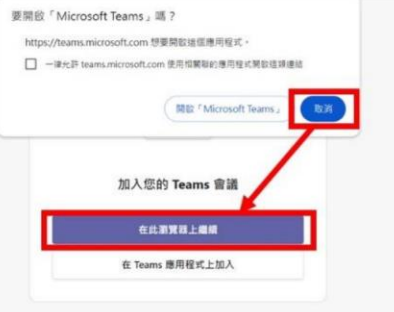 要開啟「Microsoft Teams」嗎？
https://teams.microsoft.com 想要開啟這個應用程式。
一律允許 teams.microsoft.com 使用相關聯的應用程式開啟這類連結
開啟「Microsoft Teams」
取消
加入您的 Teams 會議
在此瀏覽器上繼續
在 Teams 應用程式上加入